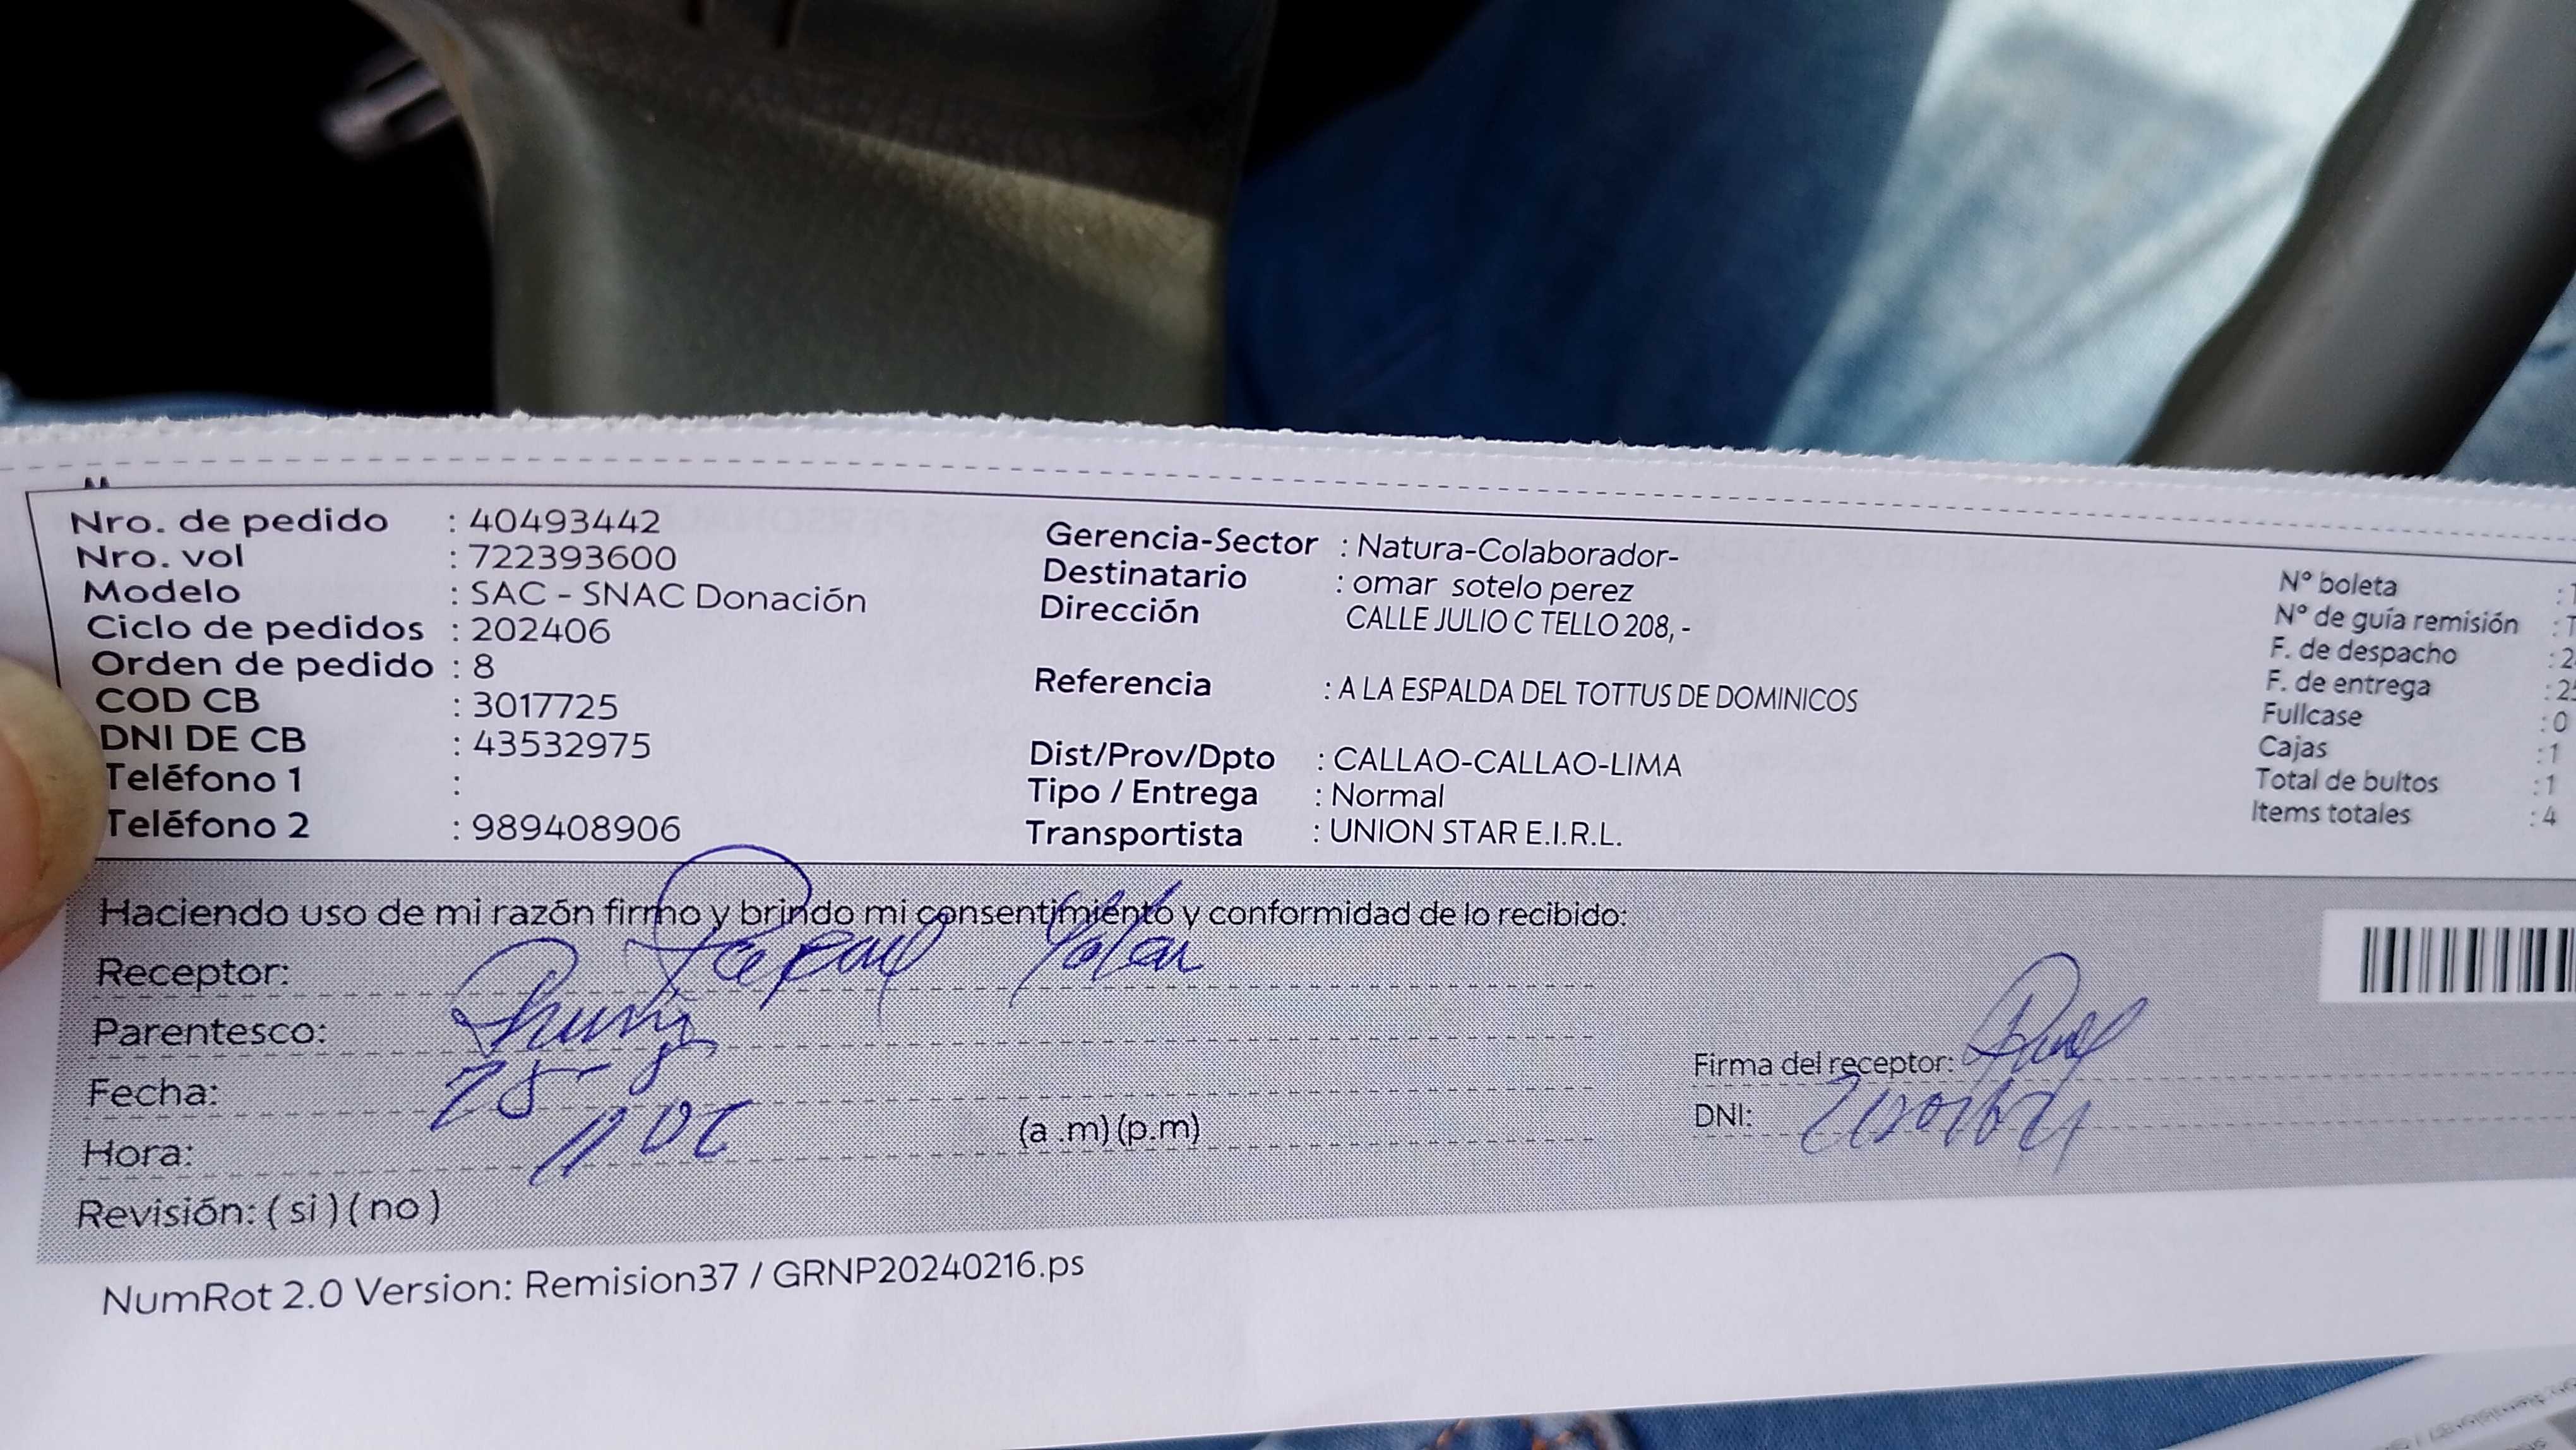 Nro. de pedido : 40493442
Nro. vol : 722393600
Modelo : SAC - SNAC Donación
Ciclo de pedidos : 202406
Orden de pedido : 8
COD CB : 3017725
DNI DE CB : 43532975
Teléfono 1 :
Teléfono 2 : 989408906
Gerencia-Sector : Natura-Colaborador-
Destinatario : omar sotelo perez
Dirección CALLE JULIO C TELLO 208, -
Referencia : A LA ESPALDA DEL TOTTUS DE DOMINICOS
Dist/Prov/Dpto : CALLAO-CALLAO-LIMA
Tipo / Entrega : Normal
Transportista : UNION STAR E.I.R.L.
N° boleta :
N° de guía remisión :
F. de despacho :
F. de entrega :
Fullcase : 0
Cajas : 1
Total de bultos : 1
Items totales : 4
Haciendo uso de mi razón firmo y brindo mi consentimiento y conformidad de lo recibido:
Receptor:
Parentesco:
Fecha:
Hora: (a .m) (p.m)
Revisión: ( si ) ( no )
Firma del receptor:
DNI:
NumRot 2.0 Version: Remision37 / GRNP20240216.ps